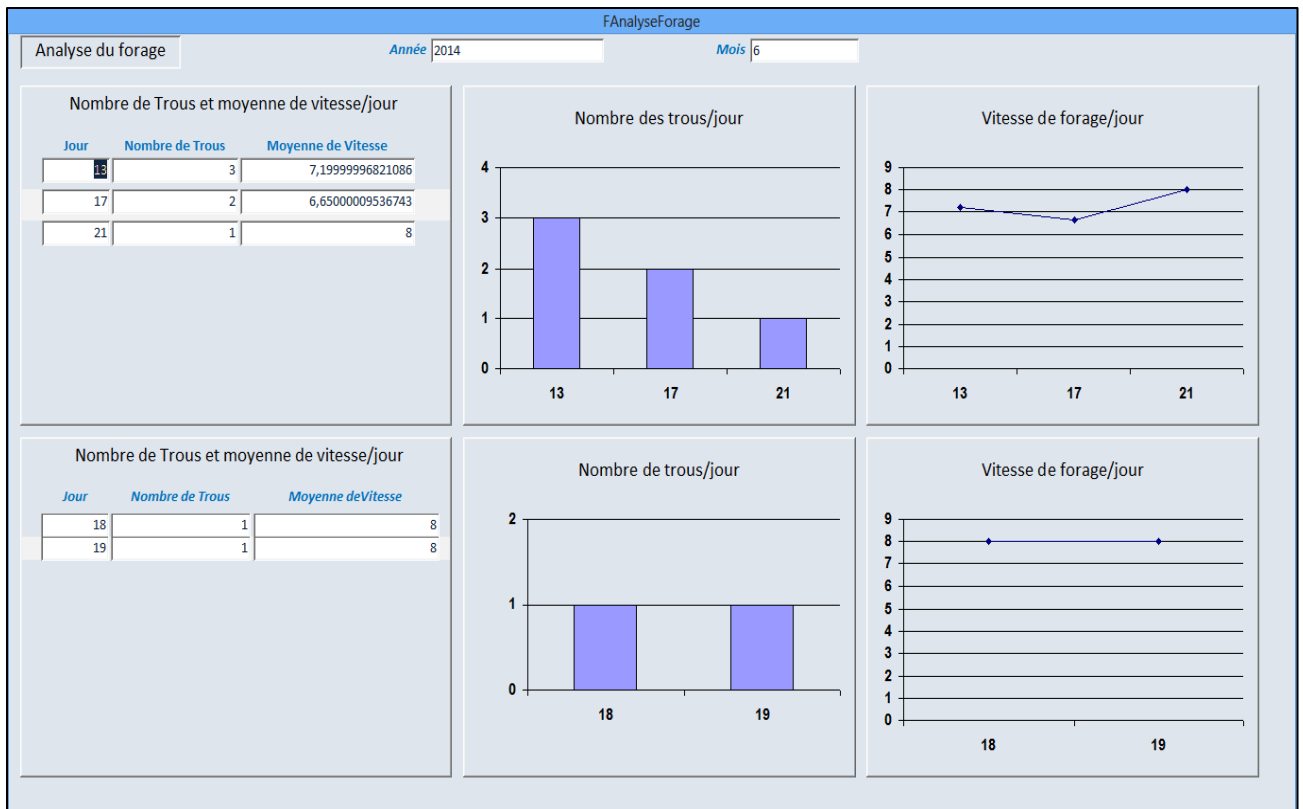 FAnalyseForage
Analyse du forage
Année 2014
Mois 6
Nombre de Trous et moyenne de vitesse/jour
Jour Nombre de Trous Moyenne de Vitesse
13 3 7,19999996821086
17 2 6,65000009536743
21 1 8
Nombre des trous/jour
4
3
2
1
0
13 17 21
Vitesse de forage/jour
9
8
7
6
5
4
3
2
1
0
13 17 21
Nombre de Trous et moyenne de vitesse/jour
Jour Nombre de Trous Moyenne deVitesse
18 1 8
19 1 8
Nombre de trous/jour
2
1
0
18 19
Vitesse de forage/jour
9
8
7
6
5
4
3
2
1
0
18 19